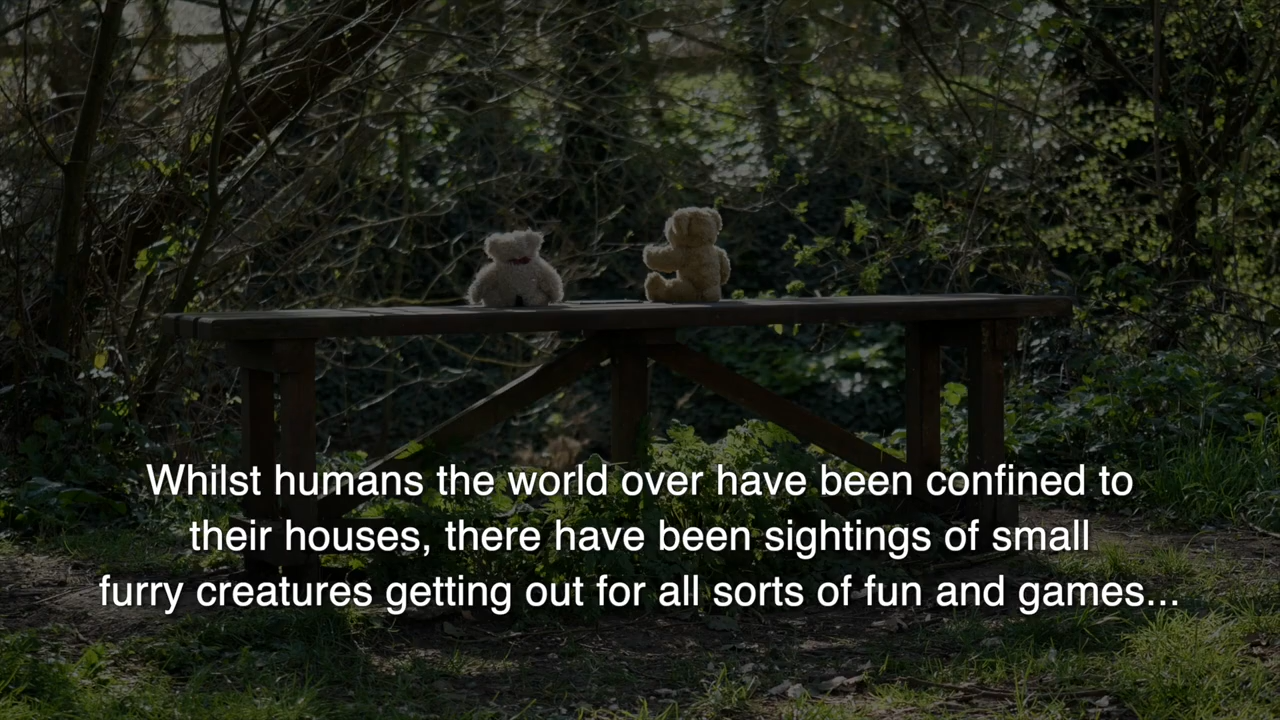 Whilst humans the world over have been confined to
their houses, there have been sightings of small
furry creatures getting out for all sorts of fun and games...